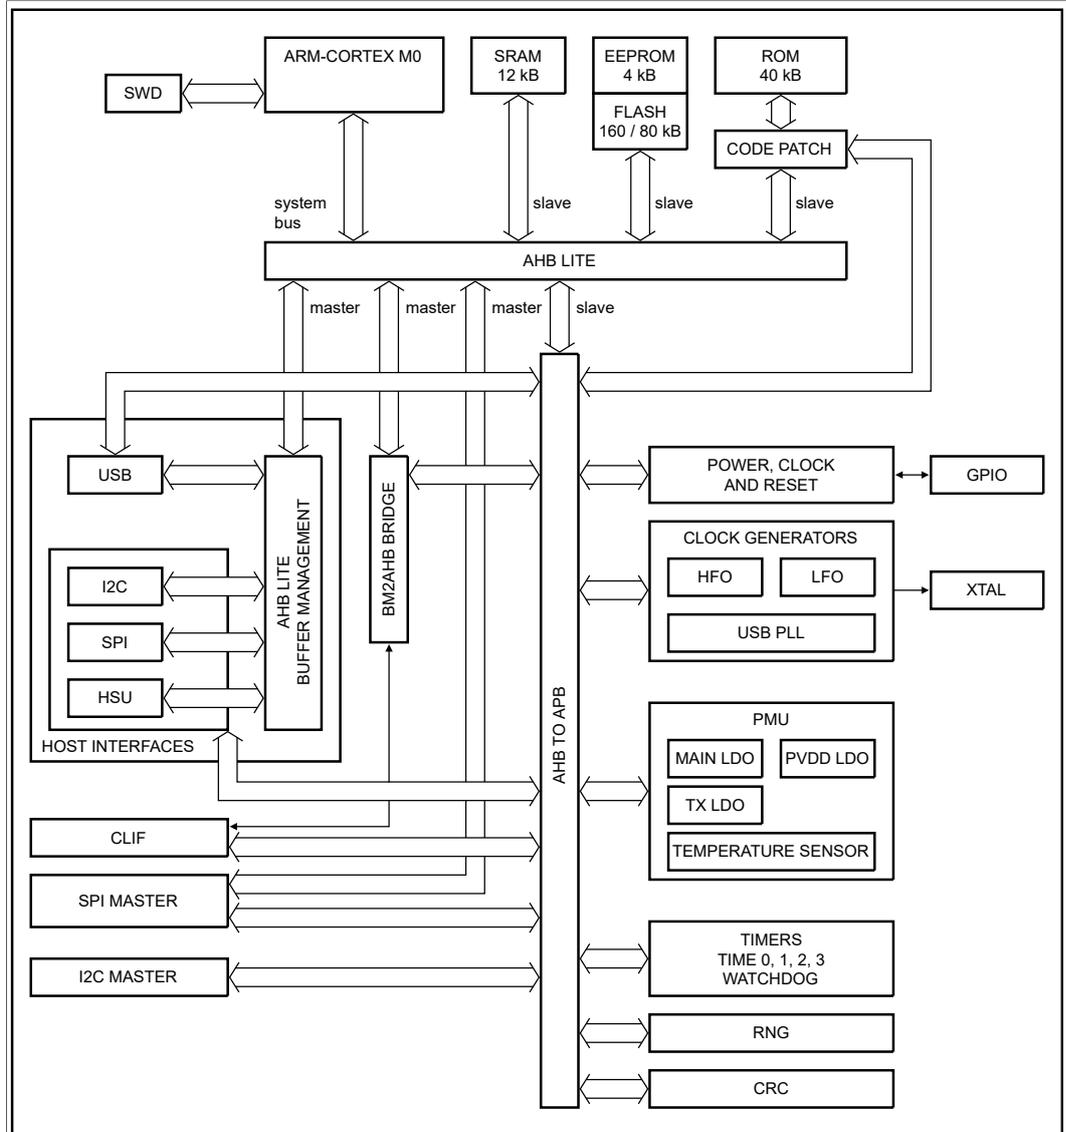 ARM-CORTEX M0
SRAM
12 kB
EEPROM
4 kB
ROM
40 kB
SWD
FLASH
160 / 80 kB
CODE PATCH
system
bus
slave
slave
slave
AHB LITE
master
master
master
slave
USB
AHB LITE
BUFFER MANAGEMENT
BM2AHB BRIDGE
POWER, CLOCK
AND RESET
GPIO
CLOCK GENERATORS
HFO
LFO
XTAL
USB PLL
I2C
SPI
HSU
HOST INTERFACES
AHB TO APB
PMU
MAIN LDO
PVDD LDO
TX LDO
TEMPERATURE SENSOR
CLIF
SPI MASTER
I2C MASTER
TIMERS
TIME 0, 1, 2, 3
WATCHDOG
RNG
CRC